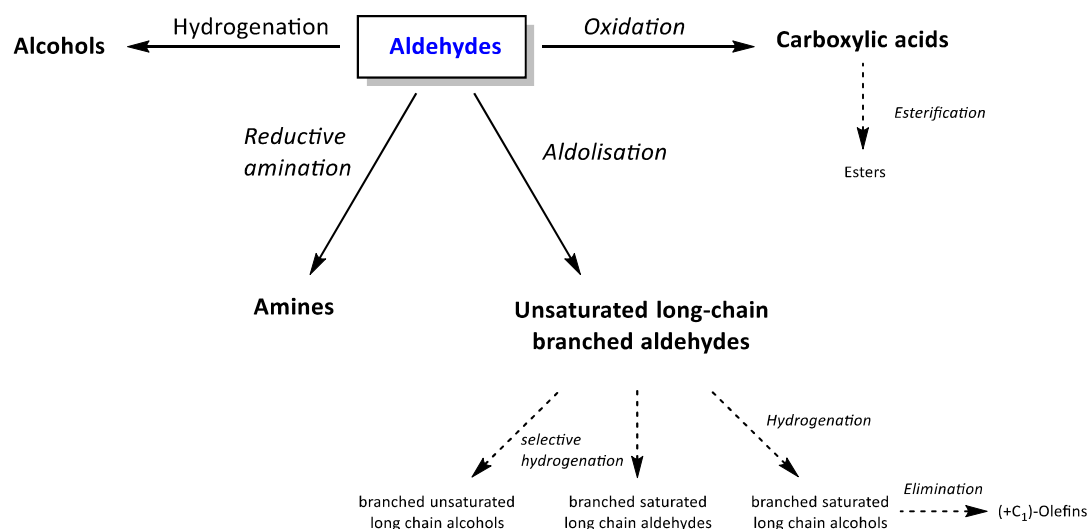 Alcohols
Hydrogenation
Aldehydes
Oxidation
Carboxylic acids
Esterification
Esters
Reductive
amination
Aldolisation
Amines
Unsaturated long-chain
branched aldehydes
selective
hydrogenation
Hydrogenation
branched unsaturated
long chain alcohols
branched saturated
long chain aldehydes
branched saturated
long chain alcohols
Elimination
(+C₁)-Olefins